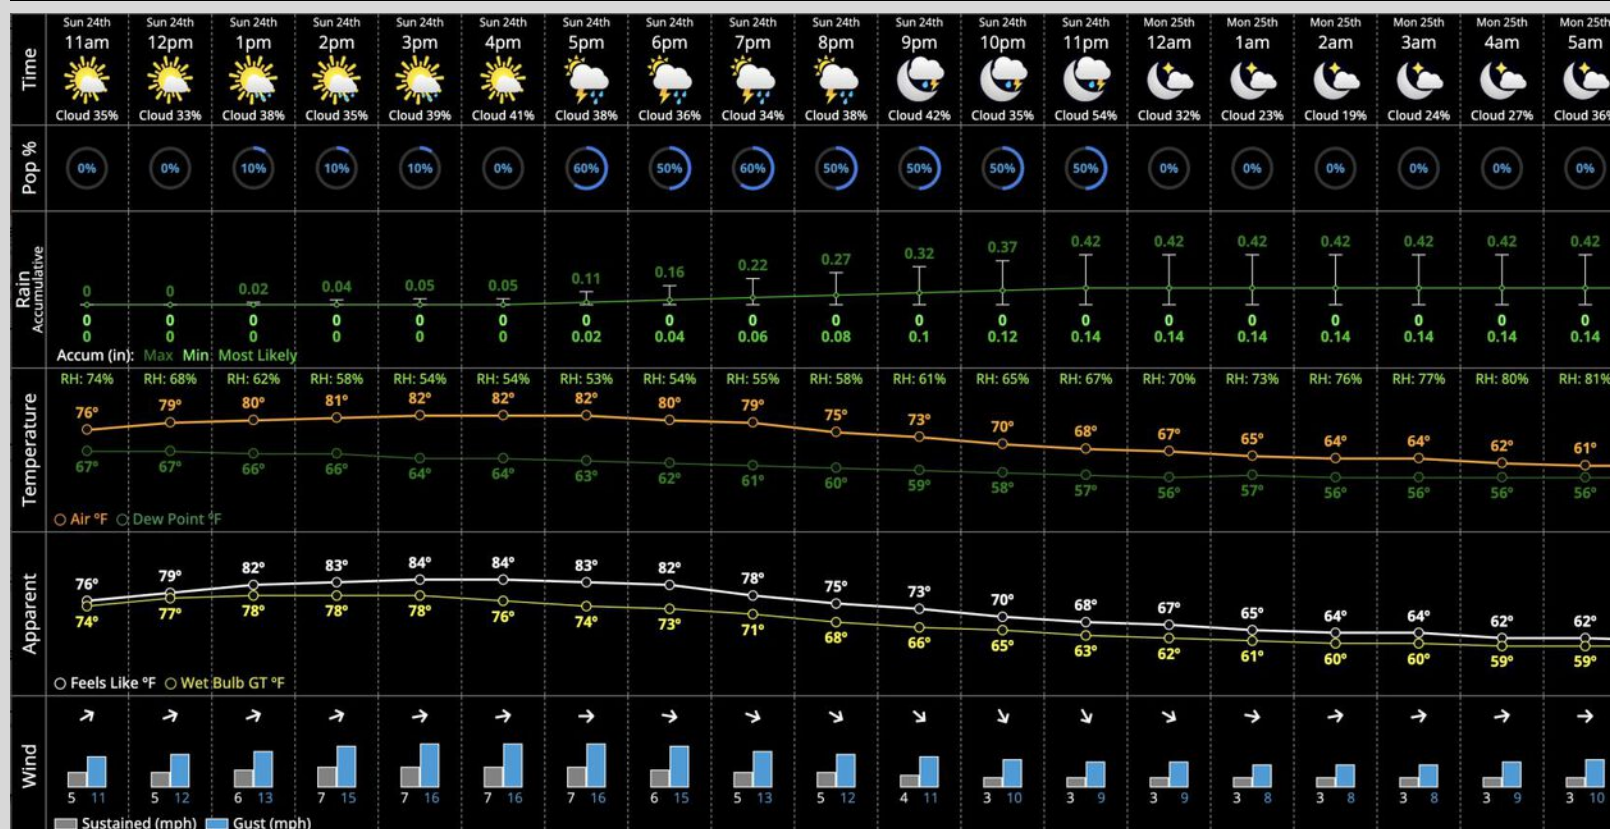 Sun 24th Sun 24th Sun 24th Sun 24th Sun 24th Sun 24th Sun 24th Sun 24th Sun 24th Sun 24th Sun 24th Sun 24th Sun 24th Mon 25th Mon 25th Mon 25th Mon 25th Mon 25th Mon 25th
11am 12pm 1pm 2pm 3pm 4pm 5pm 6pm 7pm 8pm 9pm 10pm 11pm 12am 1am 2am 3am 4am 5am
Time
Cloud 35% Cloud 33% Cloud 38% Cloud 35% Cloud 39% Cloud 41% Cloud 38% Cloud 36% Cloud 34% Cloud 38% Cloud 42% Cloud 35% Cloud 54% Cloud 32% Cloud 23% Cloud 19% Cloud 24% Cloud 27% Cloud 36%
Pop %
0% 0% 10% 10% 10% 0% 60% 50% 60% 50% 50% 50% 50% 0% 0% 0% 0% 0% 0%
Rain
Accumulative
0 0 0.02 0.04 0.05 0.05 0.11 0.16 0.22 0.27 0.32 0.37 0.42 0.42 0.42 0.42 0.42 0.42 0.42
0 0 0 0 0 0 0 0 0 0 0 0 0 0 0 0 0 0 0
0 0 0 0 0 0 0.02 0.04 0.06 0.08 0.1 0.12 0.14 0.14 0.14 0.14 0.14 0.14 0.14
Accum (in): Max Min Most Likely
Temperature
RH: 74% RH: 68% RH: 62% RH: 58% RH: 54% RH: 54% RH: 53% RH: 54% RH: 55% RH: 58% RH: 61% RH: 65% RH: 67% RH: 70% RH: 73% RH: 76% RH: 77% RH: 80% RH: 81%
76° 79° 80° 81° 82° 82° 82° 80° 79° 75° 73° 70° 68° 67° 65° 64° 64° 62° 61°
67° 67° 66° 66° 64° 64° 63° 62° 61° 60° 59° 58° 57° 56° 57° 56° 56° 56° 56°
Air °F Dew Point °F
Apparent
76° 79° 82° 83° 84° 84° 83° 82° 78° 75° 73° 70° 68° 67° 65° 64° 64° 62° 62°
74° 77° 78° 78° 78° 76° 74° 73° 71° 68° 66° 65° 63° 62° 61° 60° 60° 59° 59°
Feels Like °F Wet Bulb GT °F
Wind
5 11 5 12 6 13 7 15 7 16 7 16 7 16 6 15 5 13 5 12 4 11 3 10 3 9 3 9 3 8 3 8 3 8 3 9 3 10
Sustained (mph) Gust (mph)